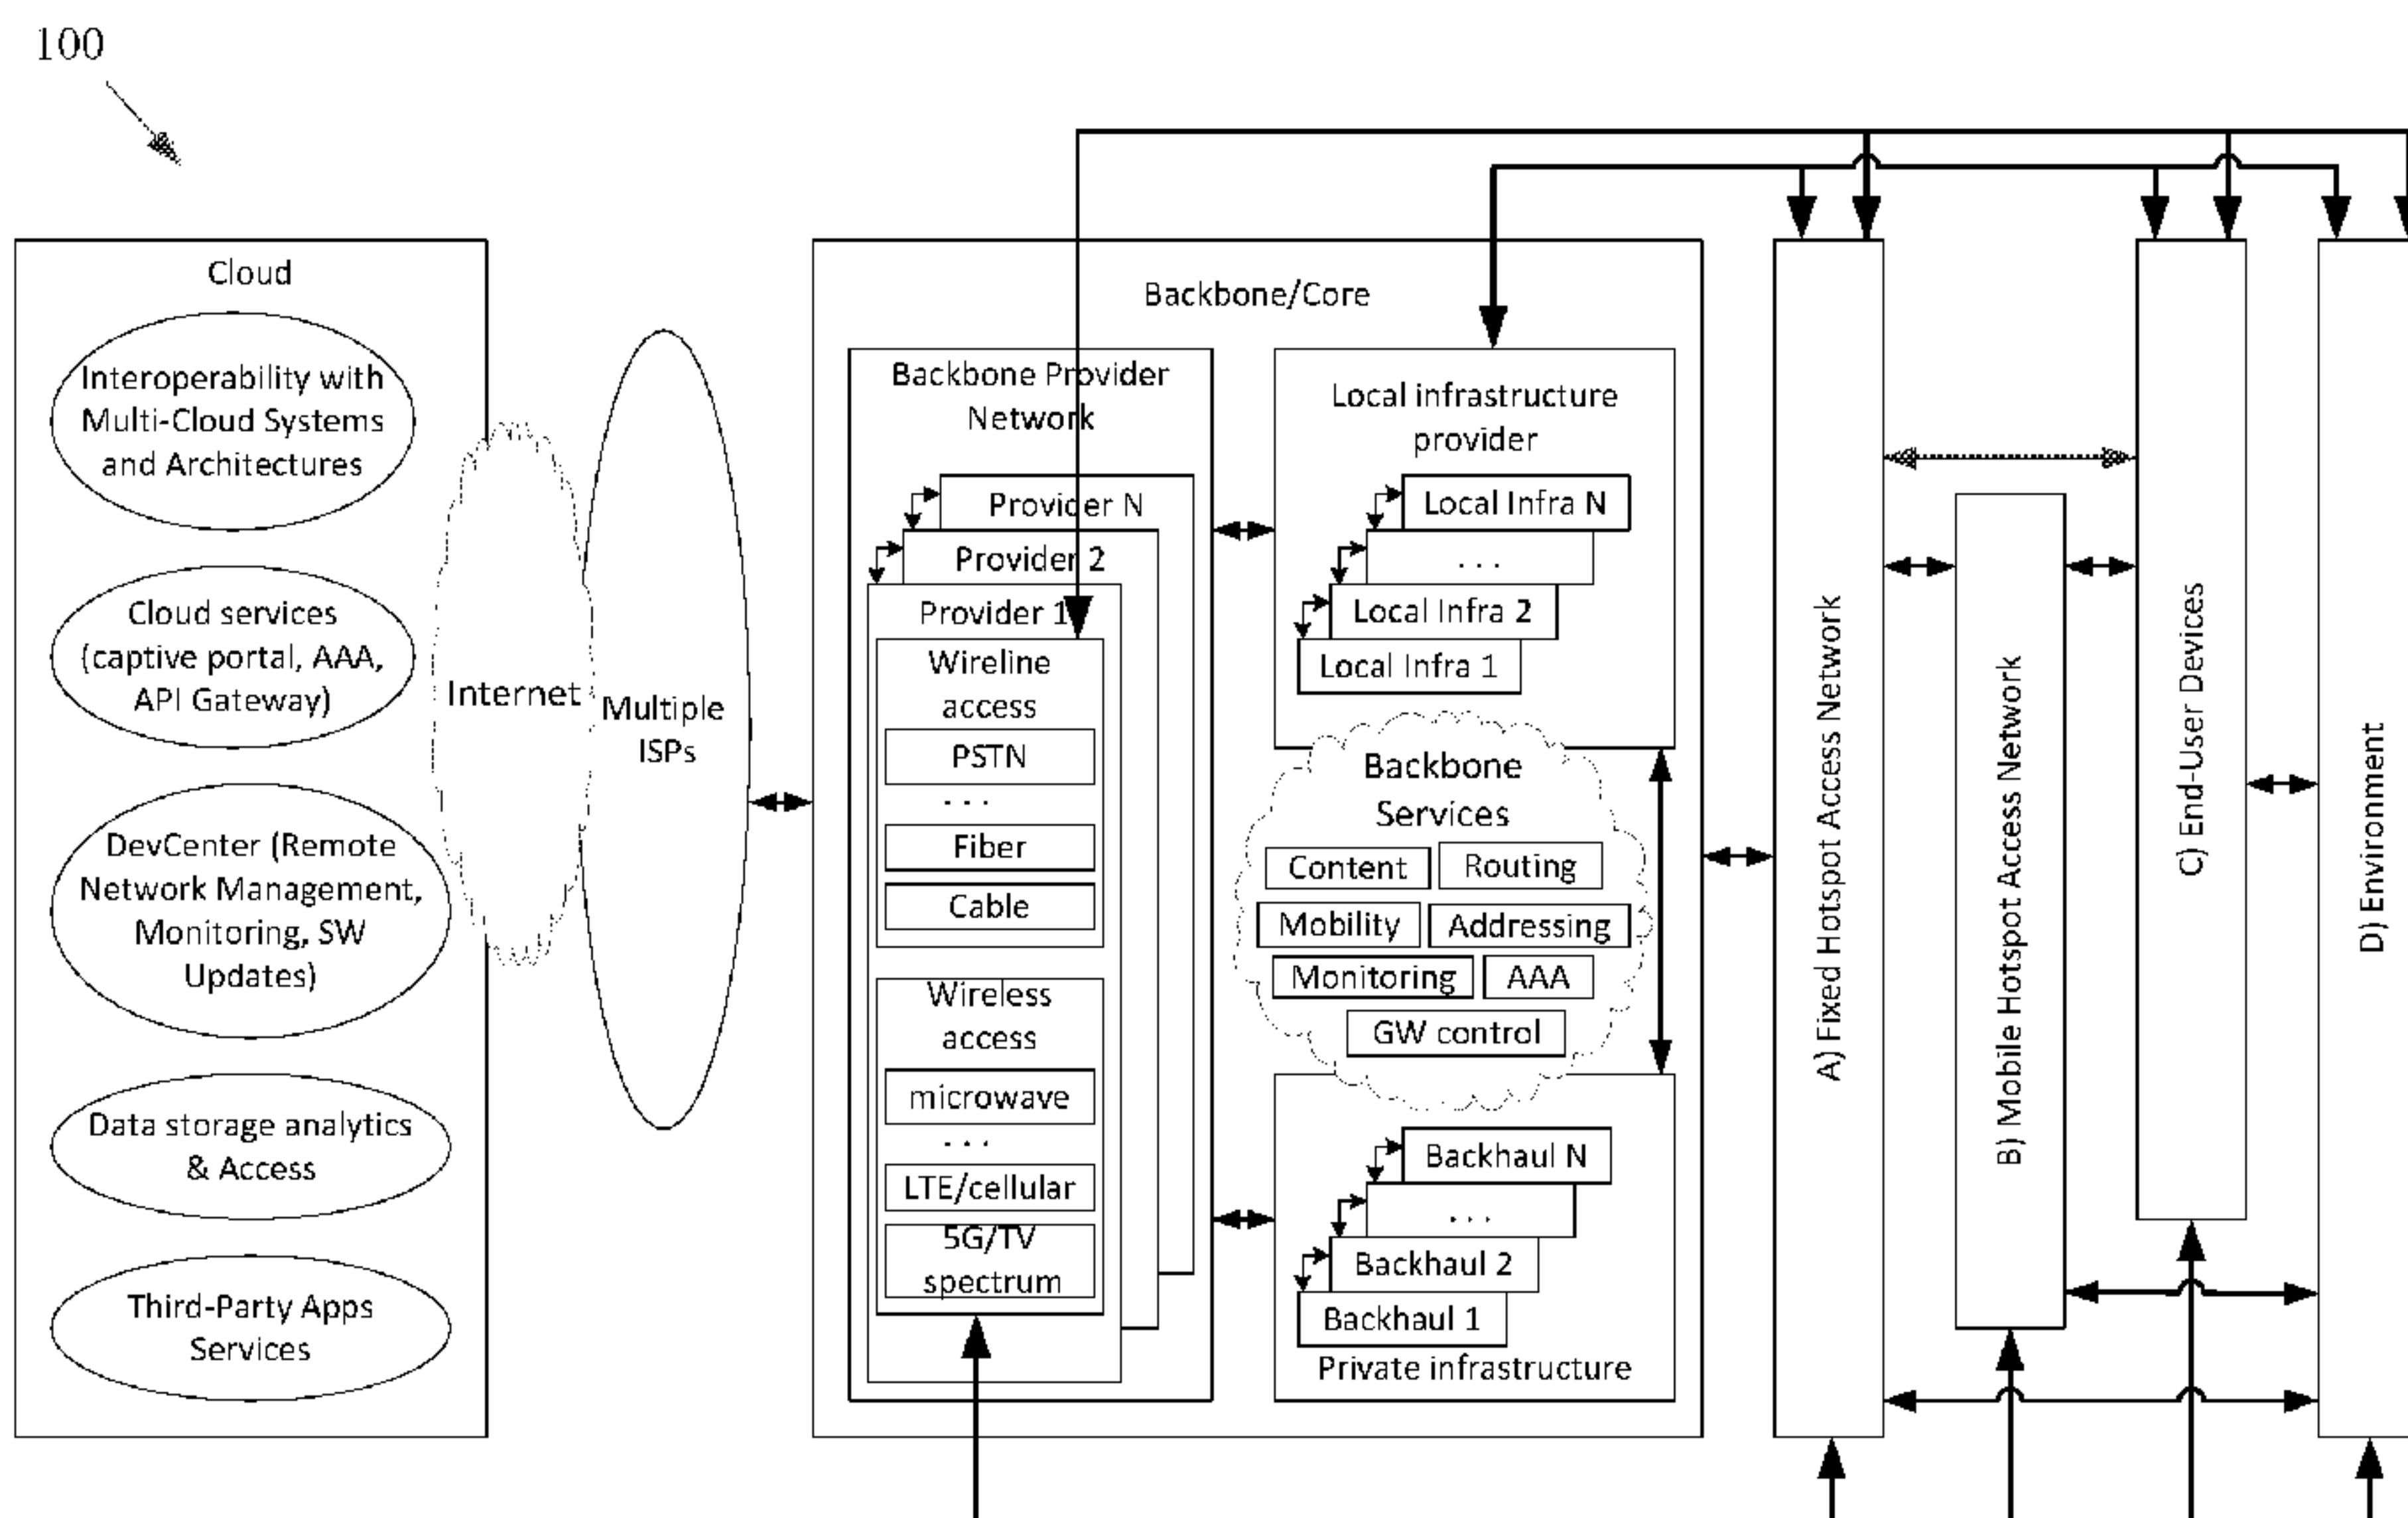 100
Cloud
Interoperability with
Multi-Cloud Systems
and Architectures
Cloud services
(captive portal, AAA,
API Gateway)
DevCenter (Remote
Network Management,
Monitoring, SW
Updates)
Data storage analytics
& Access
Third-Party Apps
Services
Internet
Multiple
ISPs
Backbone/Core
Backbone Provider
Network
Provider N
Provider 2
Provider 1
Wireline
access
PSTN
...
Fiber
Cable
Wireless
access
microwave
...
LTE/cellular
5G/TV
spectrum
Local infrastructure
provider
Local Infra N
...
Local Infra 2
Local Infra 1
Backbone
Services
Content
Routing
Mobility
Addressing
Monitoring
AAA
GW control
Backhaul N
...
Backhaul 2
Backhaul 1
Private infrastructure
A) Fixed Hotspot Access Network
B) Mobile Hotspot Access Network
C) End-User Devices
D) Environment